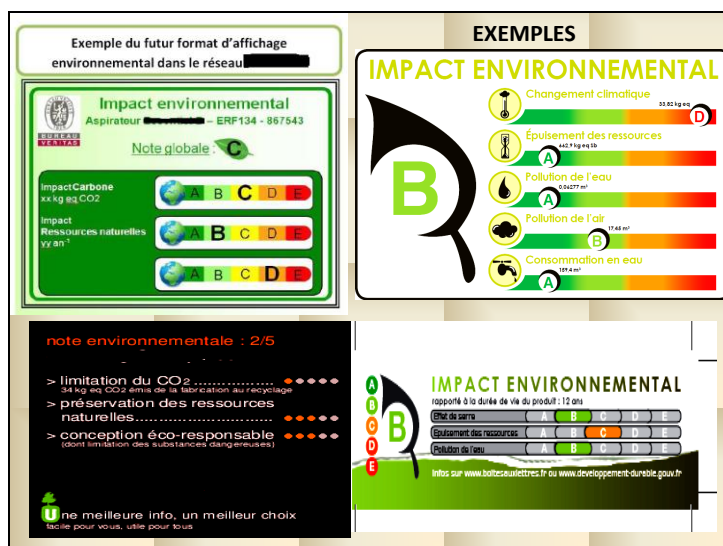 EXEMPLES
Exemple du futur format d'affichage
environnemental dans le réseau
BUREAU
VERITAS
Impact environnemental
Aspirateur – ERF134 - 867543
Note globale : C
Impact Carbone
xx kg eq CO2
A B C D E
Impact
Ressources naturelles
yy an-1
A B C D E
A B C D E
IMPACT ENVIRONNEMENTAL
B
Changement climatique
33,82 kg eq
D
Épuisement des ressources
662,9 kg eq Sb
A
Pollution de l'eau
0,06277 m³
A
Pollution de l'air
17,45 m³
B
Consommation en eau
159,4 m³
A
note environnementale : 2/5
> limitation du CO2 .................
34 kg eq CO2 émis de la fabrication au recyclage
> préservation des ressources
naturelles............................
> conception éco-responsable
(dont limitation des substances dangereuses)
Une meilleure info, un meilleur choix
facile pour vous, utile pour tous
A
B
C
D
E
B
IMPACT ENVIRONNEMENTAL
rapporté à la durée de vie du produit : 12 ans
Effet de serre A B C D E
Epuisement des ressources A B C D E
Pollution de l'eau A B C D E
Infos sur www.boitesauxlettres.fr ou www.developpement-durable.gouv.fr